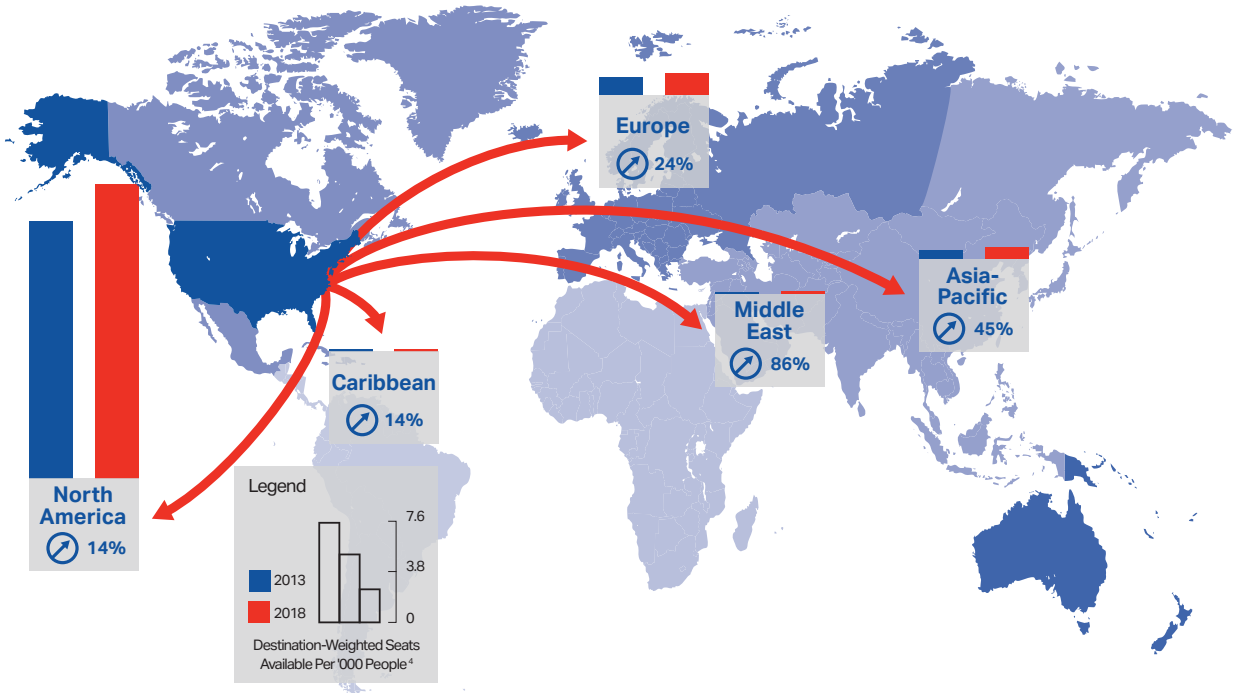 Europe
24%
Asia-
Pacific
45%
Middle
East
86%
Caribbean
14%
North
America
14%
Legend
7.6
3.8
0
2013
2018
Destination-Weighted Seats
Available Per '000 People 4